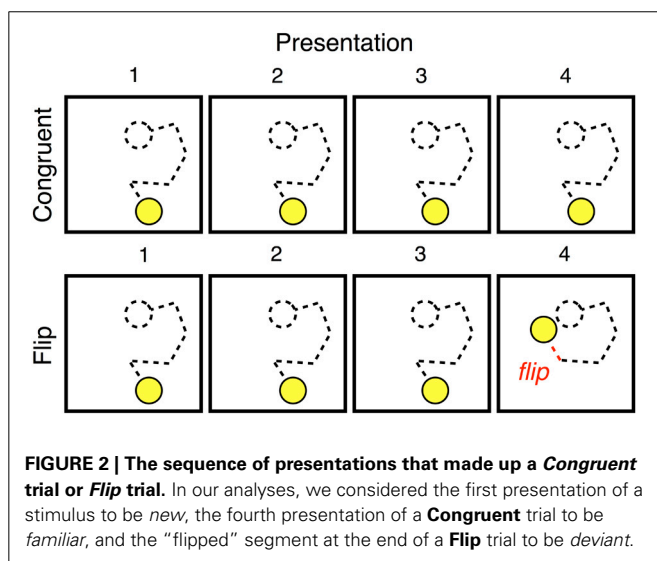 Presentation
1 2 3 4
Congruent
1 2 3 4
Flip
flip
FIGURE 2 | The sequence of presentations that made up a Congruent
trial or Flip trial. In our analyses, we considered the first presentation of a
stimulus to be new, the fourth presentation of a Congruent trial to be
familiar, and the “flipped” segment at the end of a Flip trial to be deviant.